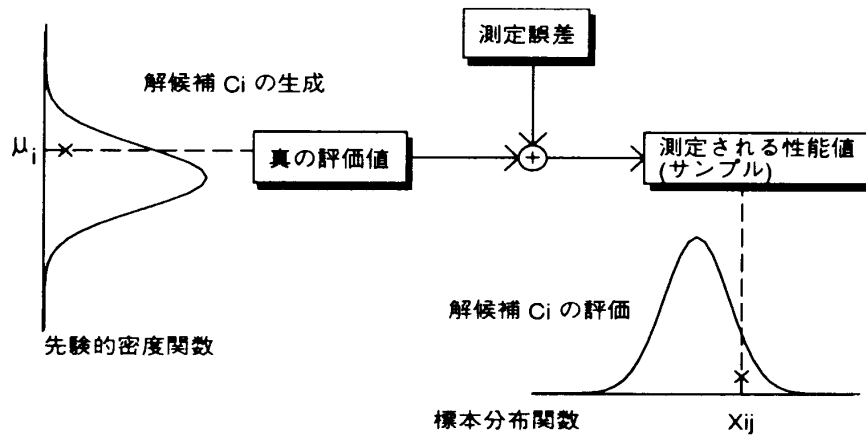 測定誤差
解候補 Ci の生成
μi
真の評価値
+
測定される性能値
(サンプル)
解候補 Ci の評価
先験的密度関数
標本分布関数
Xij